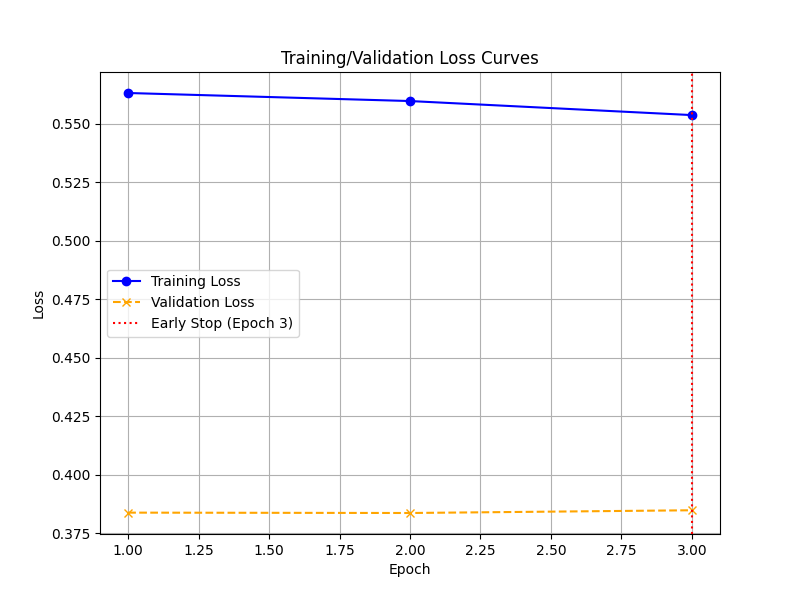 Training/Validation Loss Curves
0.550
0.525
0.500
0.475
0.450
0.425
0.400
0.375
Loss
Training Loss
Validation Loss
Early Stop (Epoch 3)
1.00 1.25 1.50 1.75 2.00 2.25 2.50 2.75 3.00
Epoch